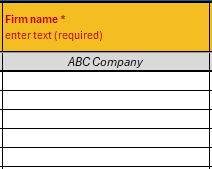 Firm name *
enter text (required)
ABC Company